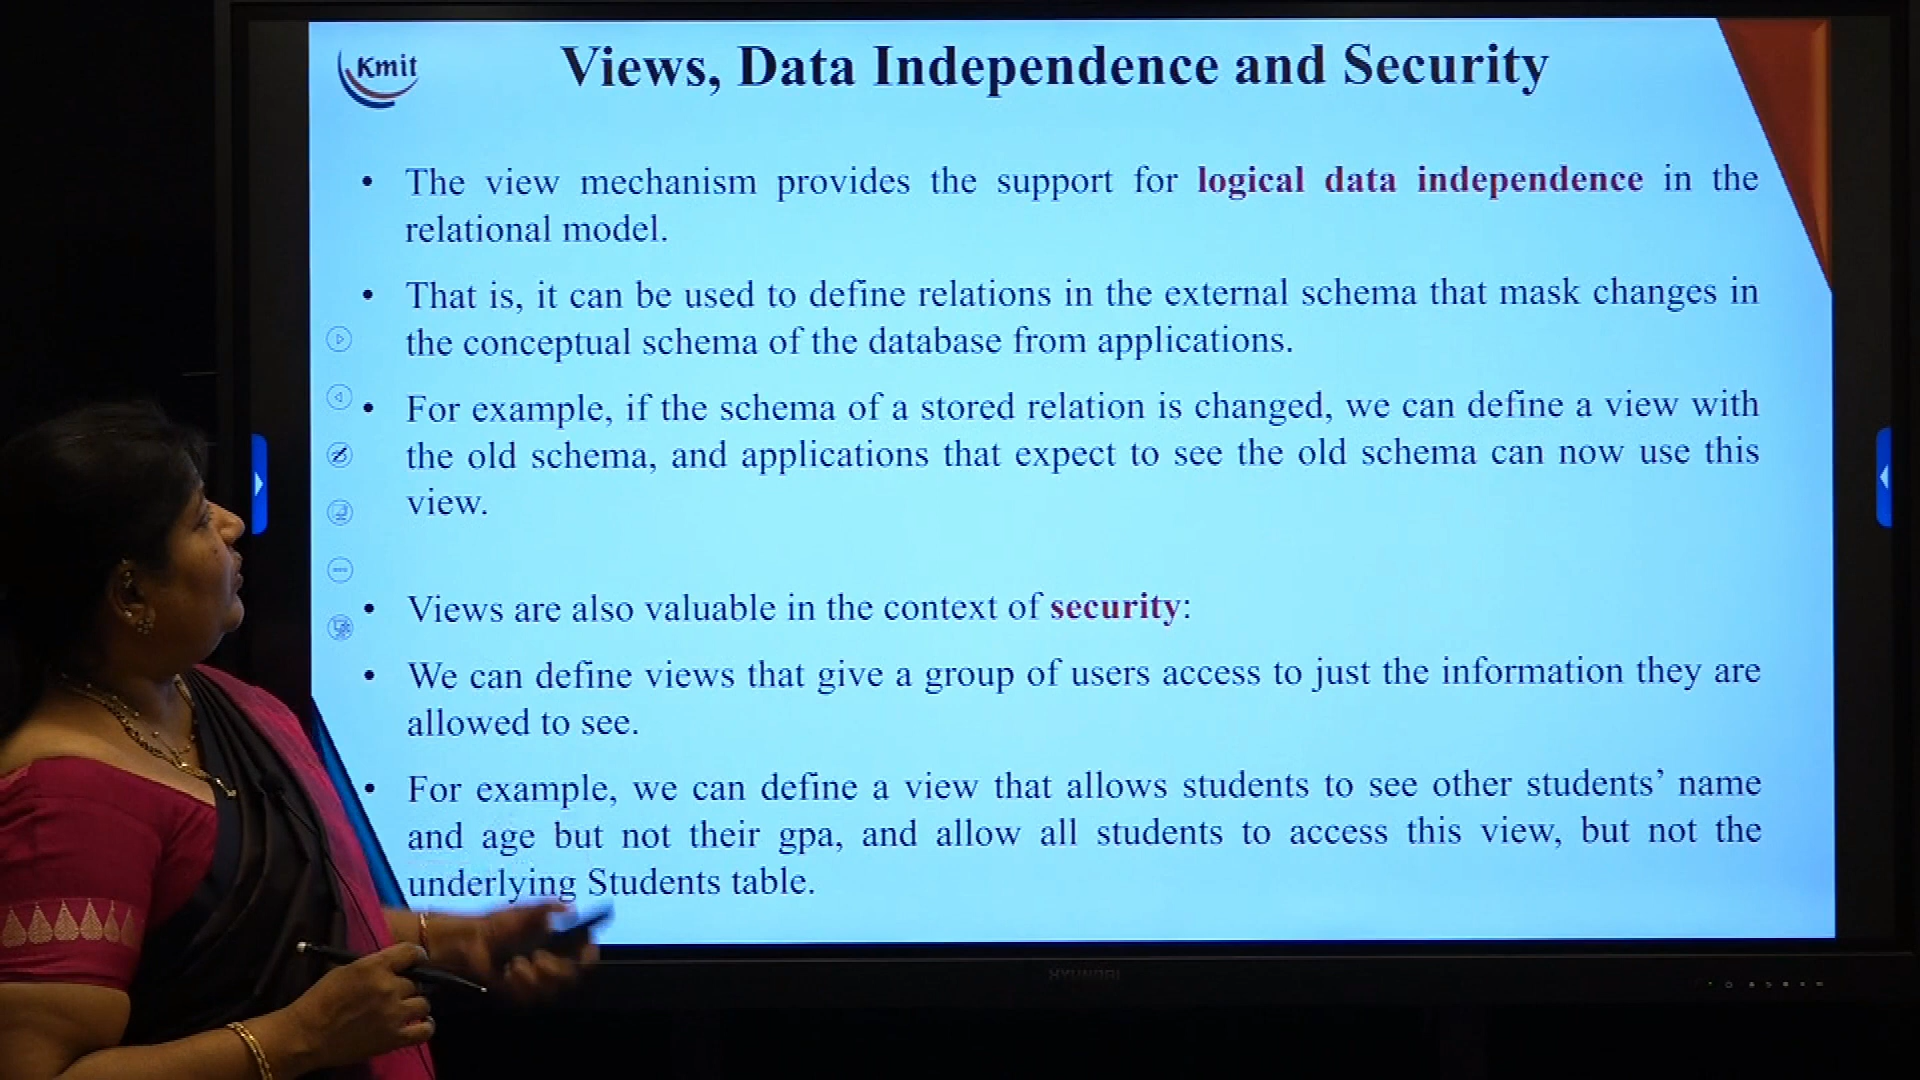 Kmit
Views, Data Independence and Security
• The view mechanism provides the support for logical data independence in the
relational model.
• That is, it can be used to define relations in the external schema that mask changes in
the conceptual schema of the database from applications.
• For example, if the schema of a stored relation is changed, we can define a view with
the old schema, and applications that expect to see the old schema can now use this
view.
• Views are also valuable in the context of security:
• We can define views that give a group of users access to just the information they are
allowed to see.
• For example, we can define a view that allows students to see other students’ name
and age but not their gpa, and allow all students to access this view, but not the
underlying Students table.
HYUNDAI